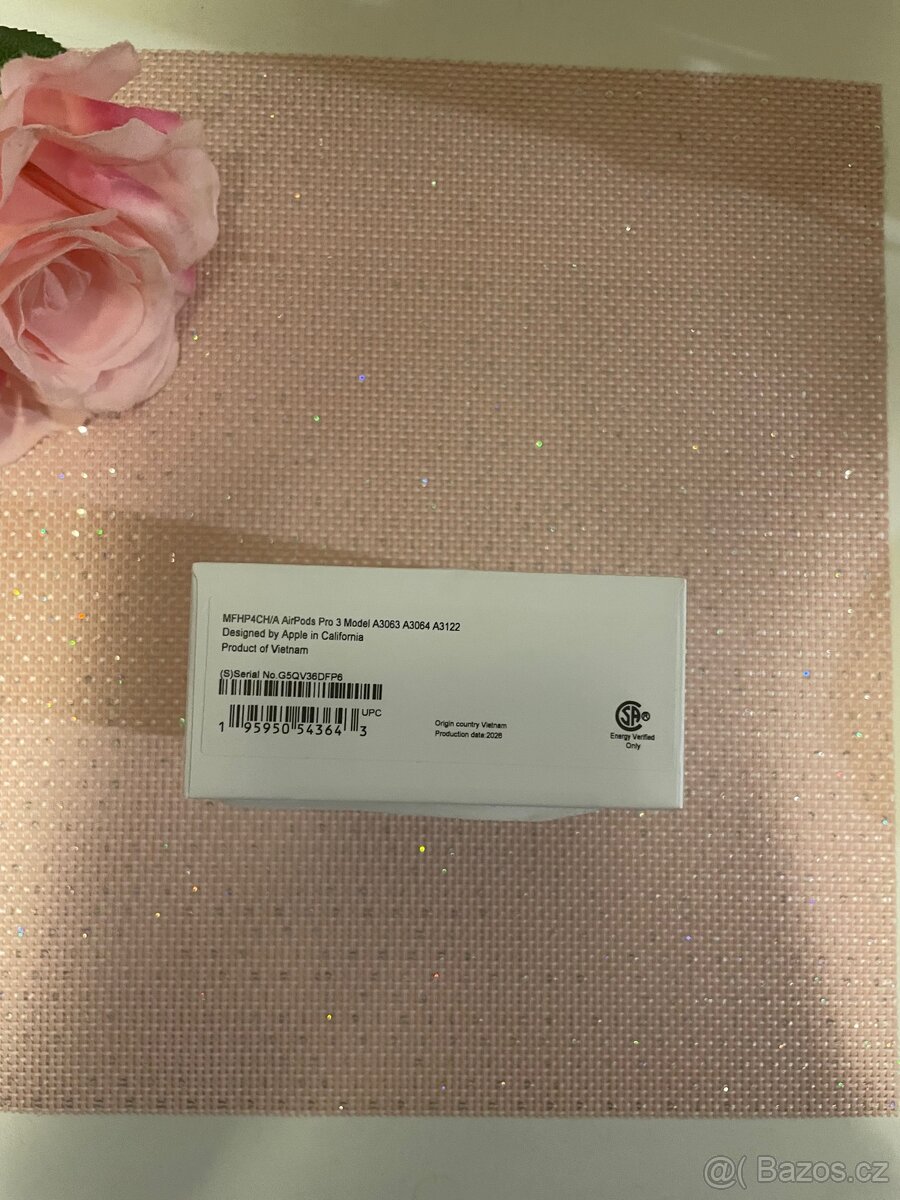 MFHP4CH/A AirPods Pro 3 Model A3063 A3064 A3122
Designed by Apple in California
Product of Vietnam
(S)Serial No.G5QV36DFP6
UPC
1 95950 54364 3
Origin country Vietnam
Production date:2026
SA®
Energy Verified
Only
@( Bazos.cz